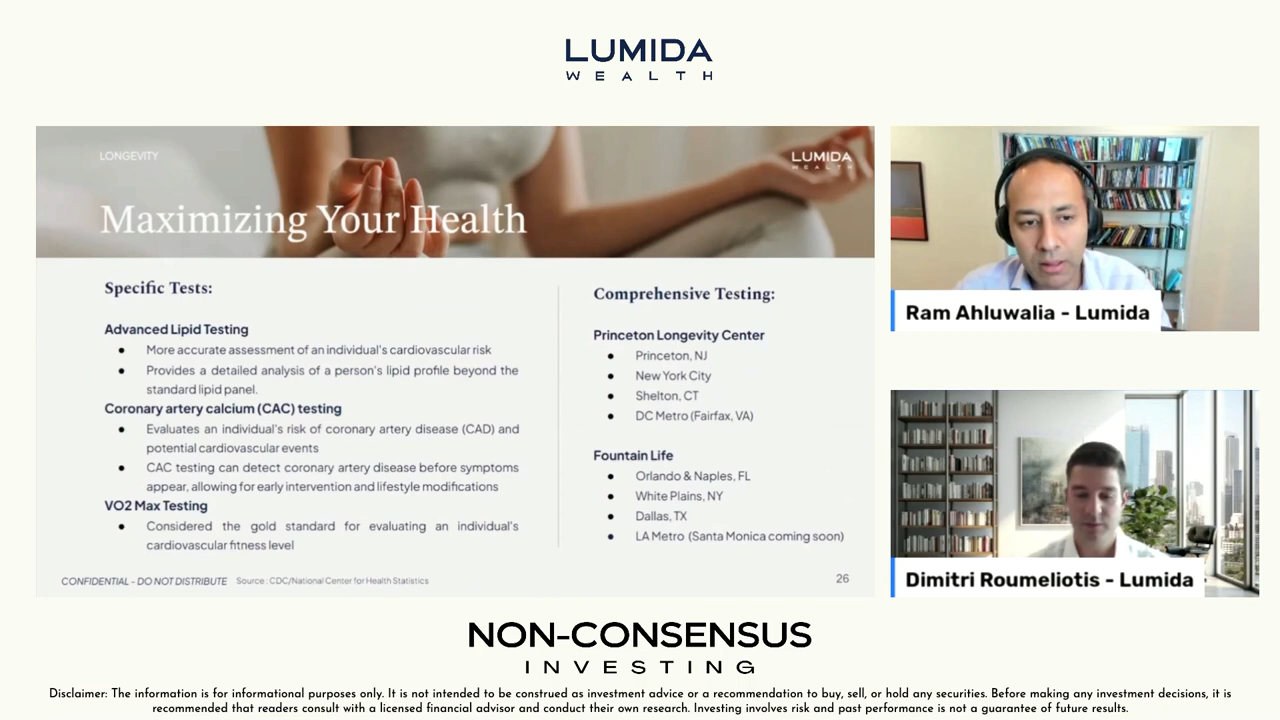 LUMIDA
WEALTH
LONGEVITY
LUMIDA
WEALTH
Maximizing Your Health
Specific Tests:
Advanced Lipid Testing
● More accurate assessment of an individual's cardiovascular risk
● Provides a detailed analysis of a person's lipid profile beyond the
standard lipid panel.
Coronary artery calcium (CAC) testing
● Evaluates an individual's risk of coronary artery disease (CAD) and
potential cardiovascular events
● CAC testing can detect coronary artery disease before symptoms
appear, allowing for early intervention and lifestyle modifications
VO2 Max Testing
● Considered the gold standard for evaluating an individual's
cardiovascular fitness level
Comprehensive Testing:
Princeton Longevity Center
● Princeton, NJ
● New York City
● Shelton, CT
● DC Metro (Fairfax, VA)
Fountain Life
● Orlando & Naples, FL
● White Plains, NY
● Dallas, TX
● LA Metro (Santa Monica coming soon)
CONFIDENTIAL - DO NOT DISTRIBUTE Source : CDC/National Center for Health Statistics
26
Ram Ahluwalia - Lumida
Dimitri Roumeliotis - Lumida
NON-CONSENSUS
INVESTING
Disclaimer: The information is for informational purposes only. It is not intended to be construed as investment advice or a recommendation to buy, sell, or hold any securities. Before making any investment decisions, it is
recommended that readers consult with a licensed financial advisor and conduct their own research. Investing involves risk and past performance is not a guarantee of future results.